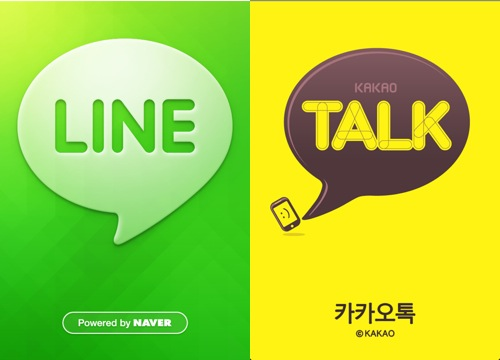 LINE
Powered by NAVER
KAKAO
TALK
카카오톡
© KAKAO